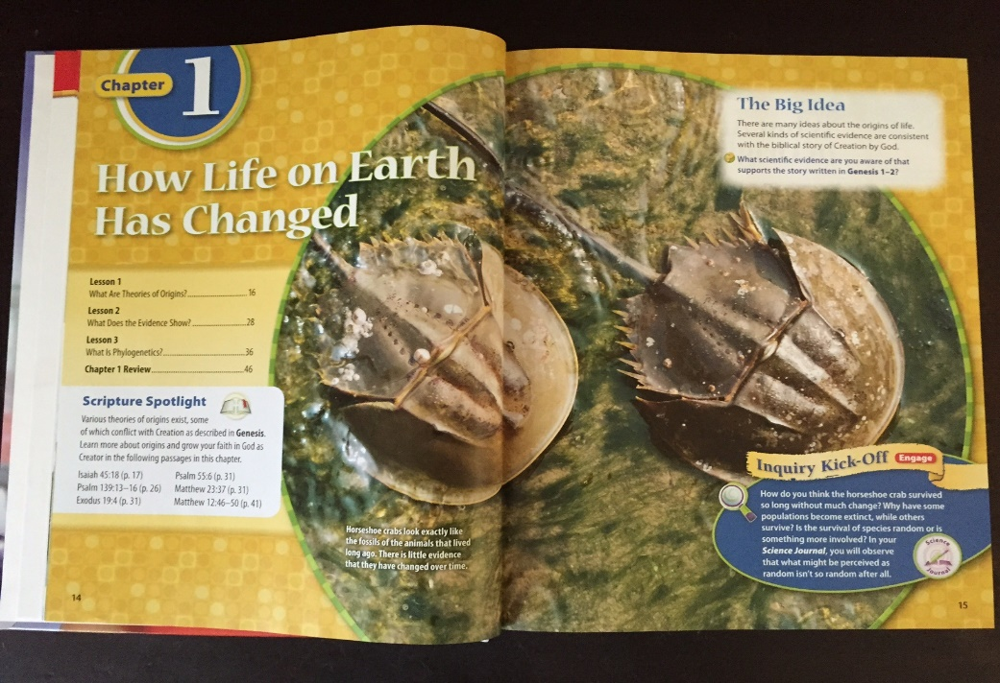 Chapter 1
How Life on Earth
Has Changed
Lesson 1
What Are Theories of Origins?..............................16
Lesson 2
What Does the Evidence Show?..........................28
Lesson 3
What Is Phylogenetics?........................................36
Chapter 1 Review................................................46
Scripture Spotlight
Various theories of origins exist, some
of which conflict with Creation as described in Genesis.
Learn more about origins and grow your faith in God as
Creator in the following passages in this chapter.
Isaiah 45:18 (p. 17)
Psalm 139:13–16 (p. 26)
Exodus 19:4 (p. 31)
Psalm 55:6 (p. 31)
Matthew 23:37 (p. 31)
Matthew 12:46–50 (p. 41)
Horseshoe crabs look exactly like
the fossils of the animals that lived
long ago. There is little evidence
that they have changed over time.
14
The Big Idea
There are many ideas about the origins of life.
Several kinds of scientific evidence are consistent
with the biblical story of Creation by God.
What scientific evidence are you aware of that
supports the story written in Genesis 1–2?
Inquiry Kick-Off Engage
How do you think the horseshoe crab survived
so long without much change? Why have some
populations become extinct, while others
survive? Is the survival of species random or is
something more involved? In your
Science Journal, you will observe
that what might be perceived as
random isn't so random after all.
Science
Journal
15